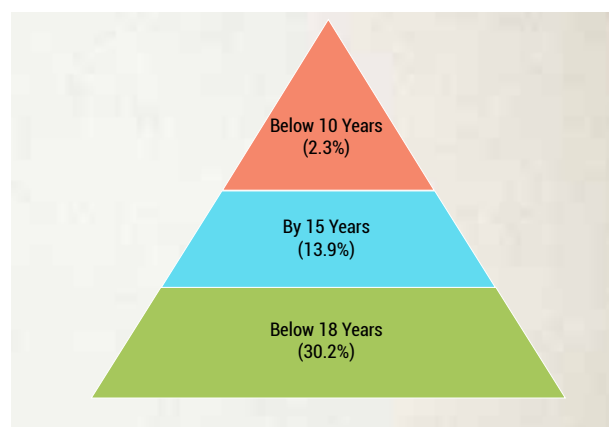 Below 10 Years
(2.3%)
By 15 Years
(13.9%)
Below 18 Years
(30.2%)